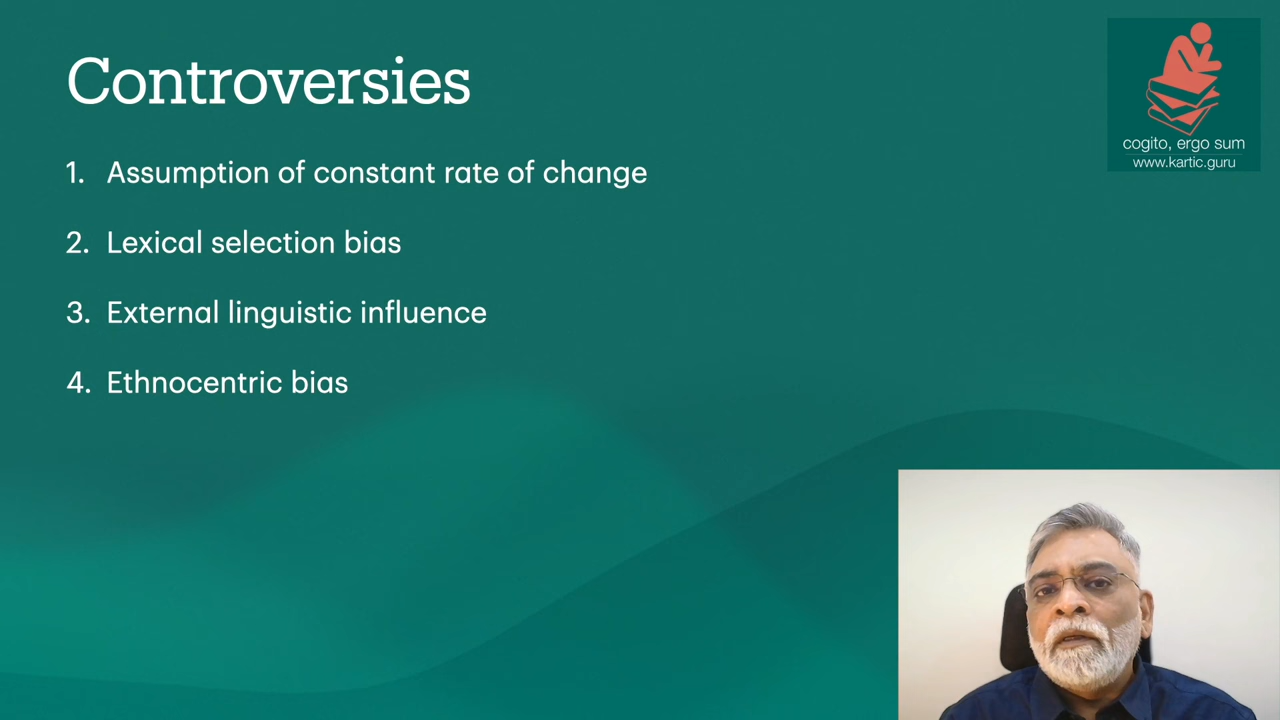 Controversies
1. Assumption of constant rate of change
2. Lexical selection bias
3. External linguistic influence
4. Ethnocentric bias
cogito, ergo sum
www.kartic.guru